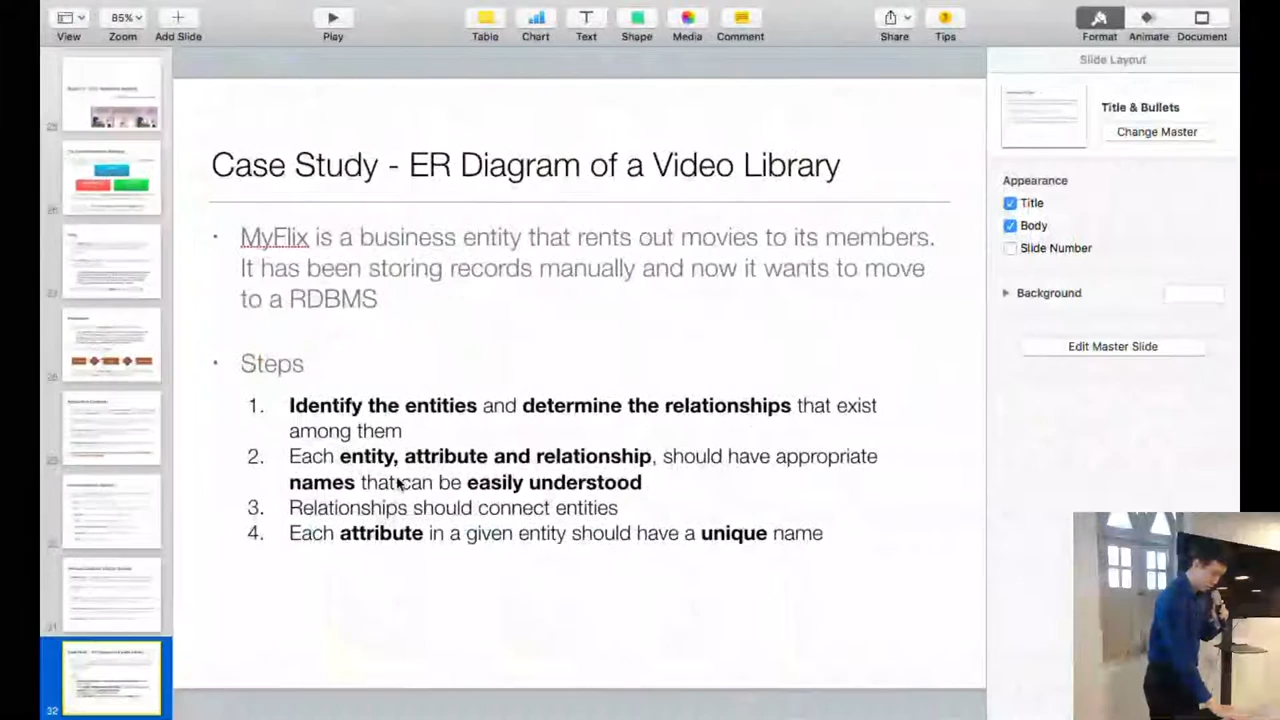 View
85%
Zoom
Add Slide
Play
Table
Chart
Text
Shape
Media
Comment
Share
Tips
Format
Animate
Document
Slide Layout
Title & Bullets
Change Master
Appearance
Title
Body
Slide Number
Background
Edit Master Slide
Case Study - ER Diagram of a Video Library
• MyFlix is a business entity that rents out movies to its members.
It has been storing records manually and now it wants to move
to a RDBMS
• Steps
1. Identify the entities and determine the relationships that exist
among them
2. Each entity, attribute and relationship, should have appropriate
names that can be easily understood
3. Relationships should connect entities
4. Each attribute in a given entity should have a unique name
31
32